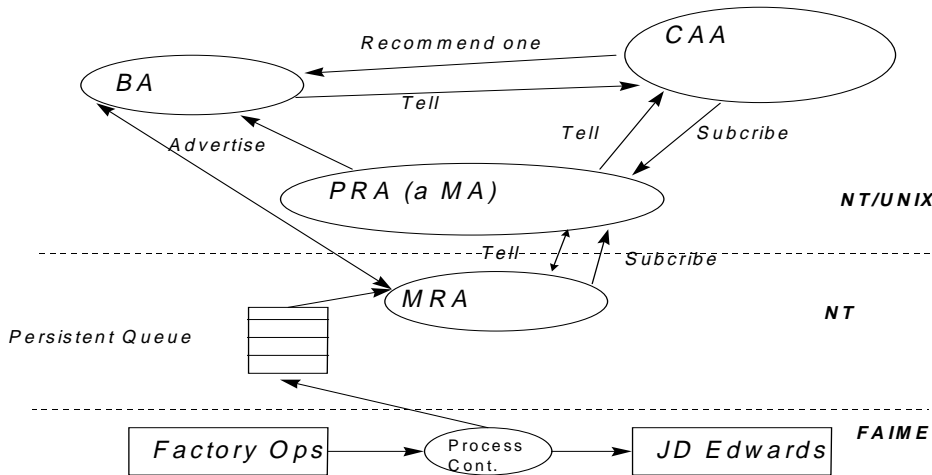 Recommend one
CAA
BA
Tell
Advertise
Tell
Subcribe
PRA (a MA)
NT/UNIX
Tell
Subcribe
MRA
NT
Persistent Queue
FAIME
Factory Ops
Process
Cont.
JD Edwards